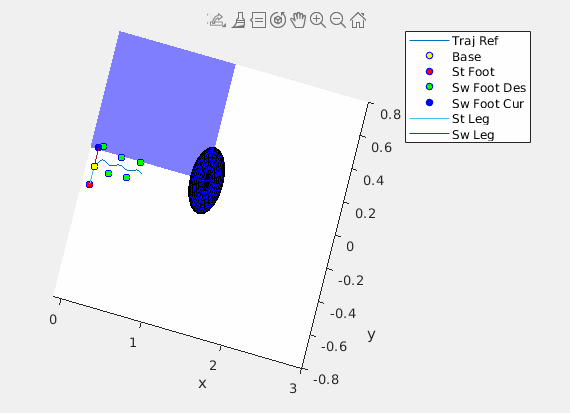 Traj Ref
Base
St Foot
Sw Foot Des
Sw Foot Cur
St Leg
Sw Leg
0.8
0.6
0.4
0.2
0
-0.2
-0.4
-0.6
-0.8
y
0
1
2
3
x